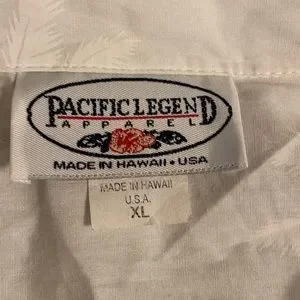 PACIFIC LEGEND
APPAREL
MADE IN HAWAII • USA
MADE IN HAWAII
U.S.A.
XL